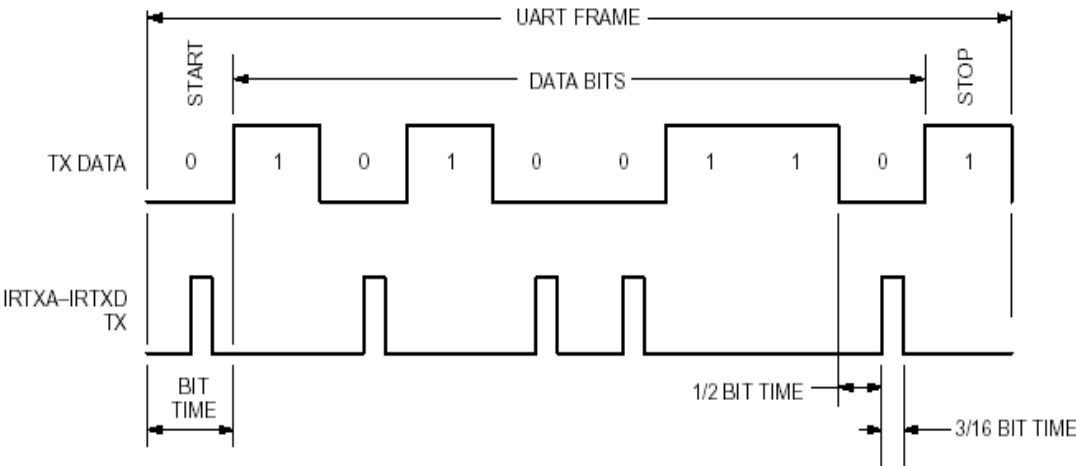 UART FRAME
START
DATA BITS
STOP
TX DATA
0 1 0 1 0 0 1 1 0 1
IRTXA–IRTXD
TX
BIT
TIME
1/2 BIT TIME
3/16 BIT TIME